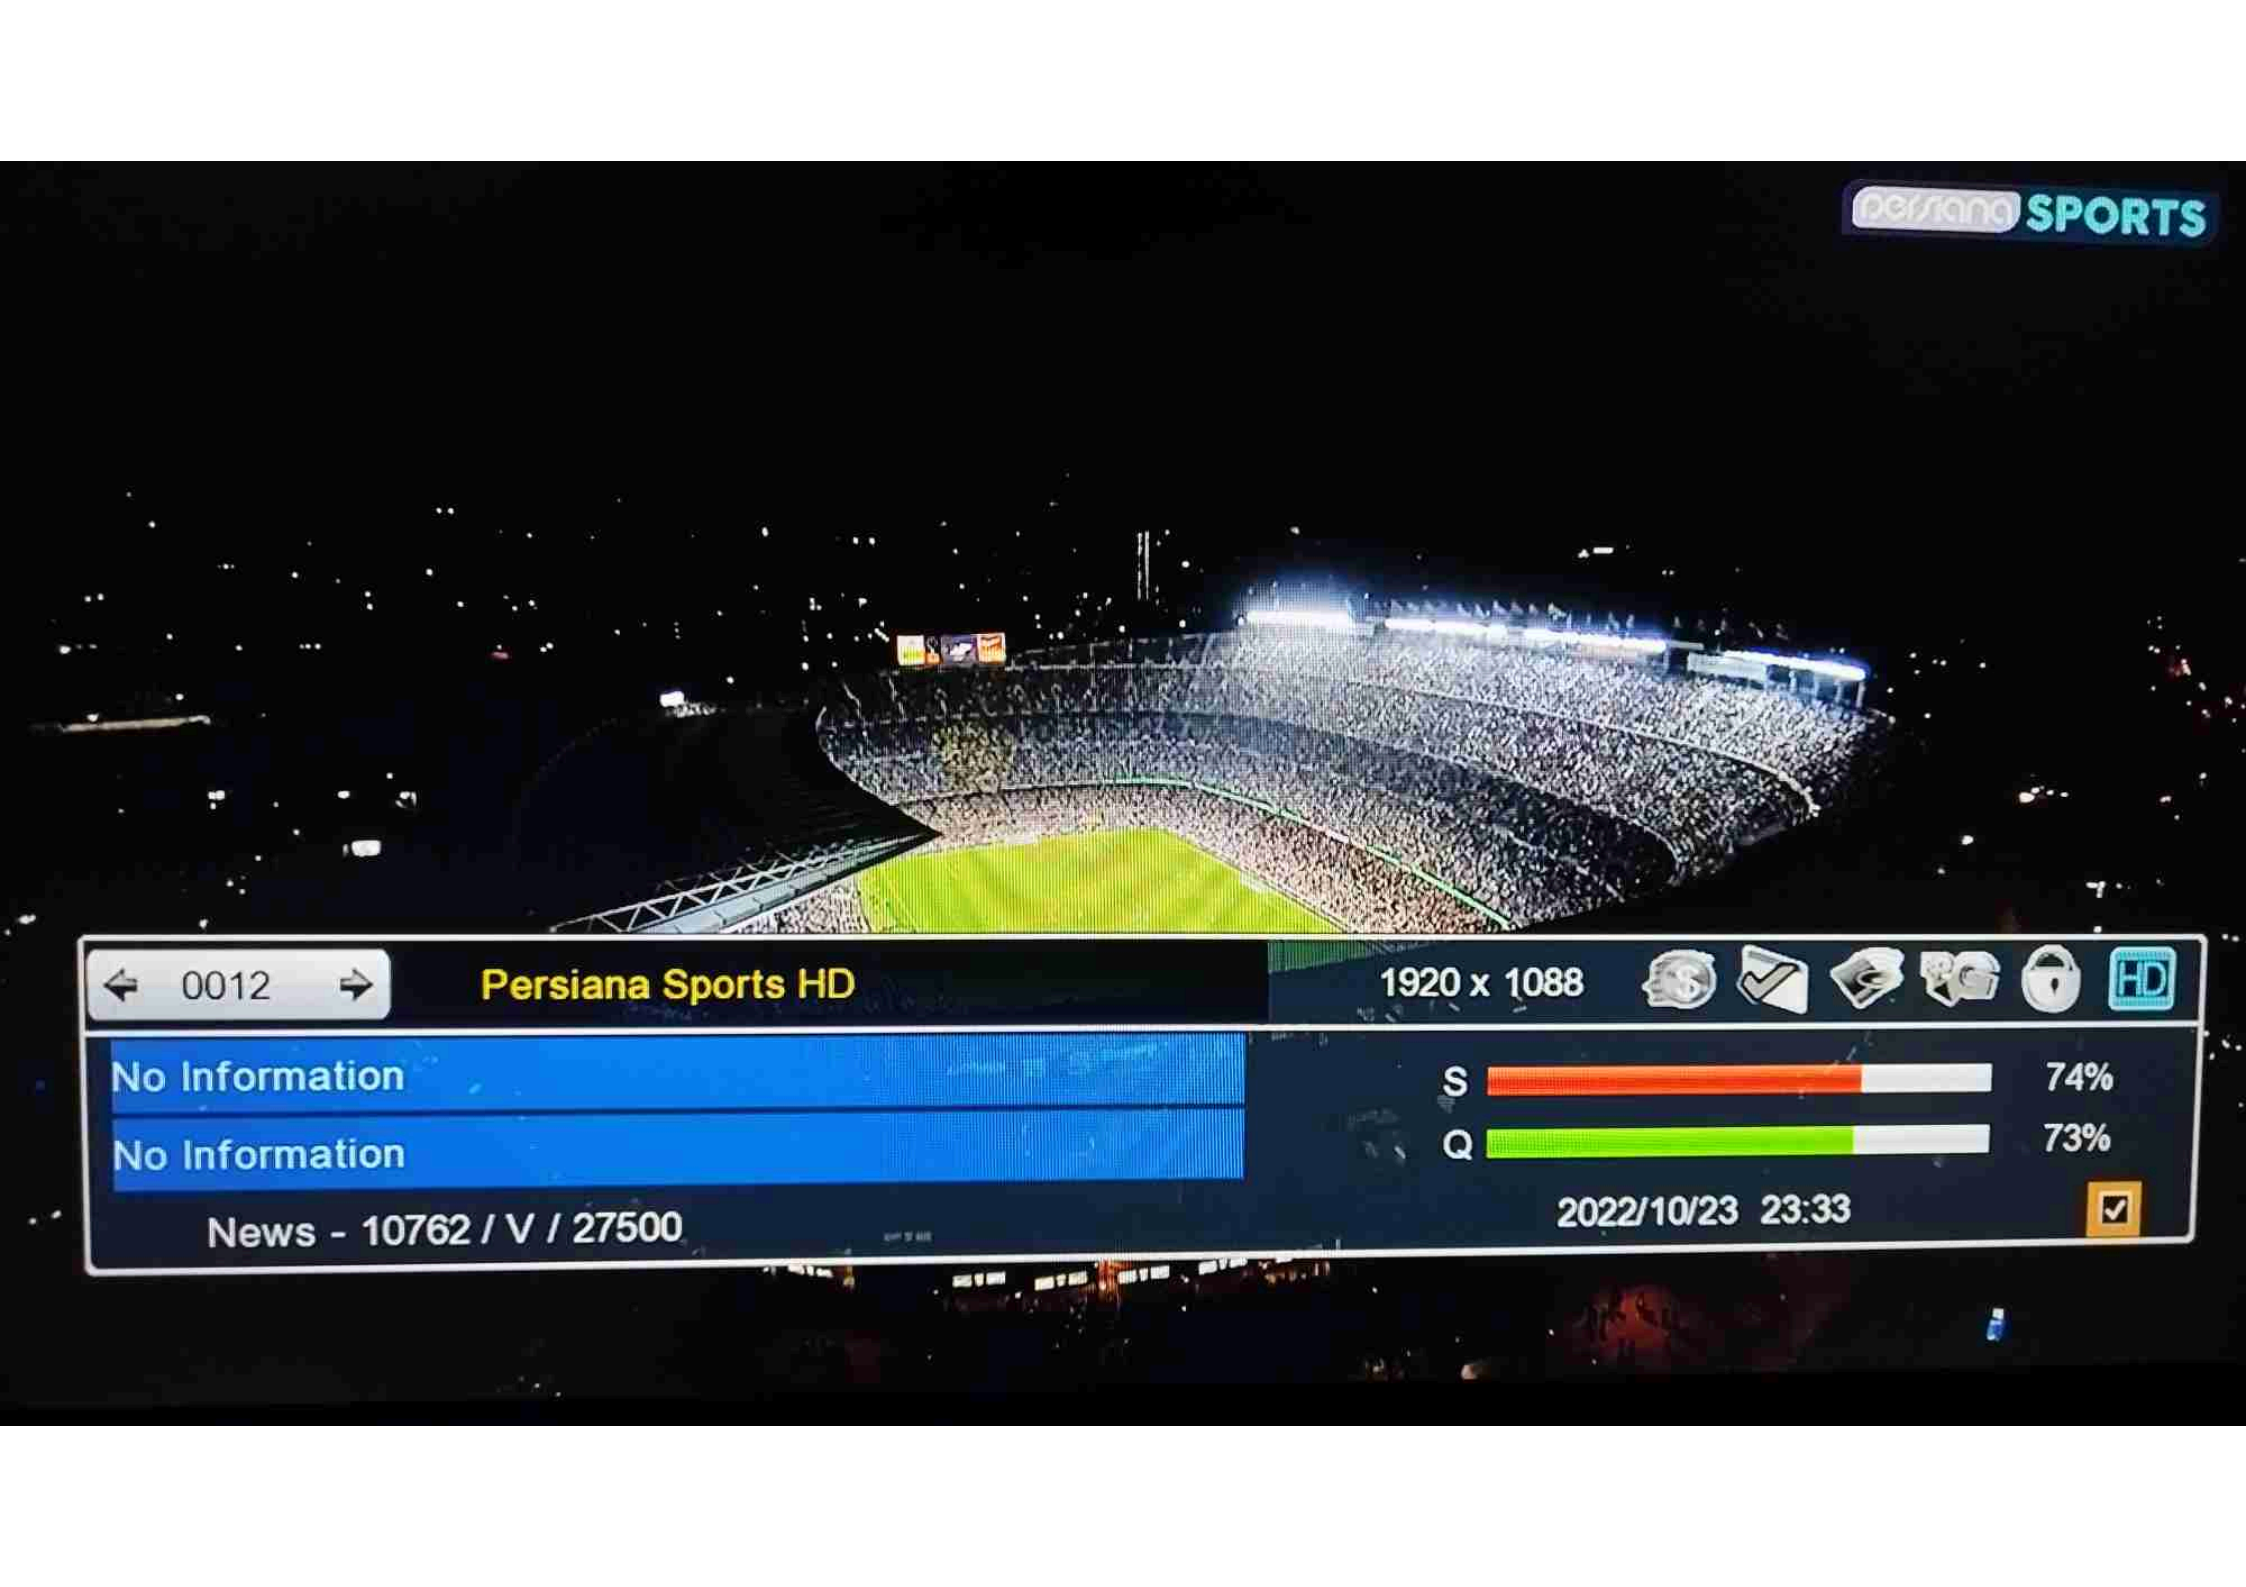 persiana SPORTS
0012
Persiana Sports HD
1920 x 1088
$
HD
No Information
S
74%
No Information
Q
73%
News - 10762 / V / 27500
2022/10/23 23:33